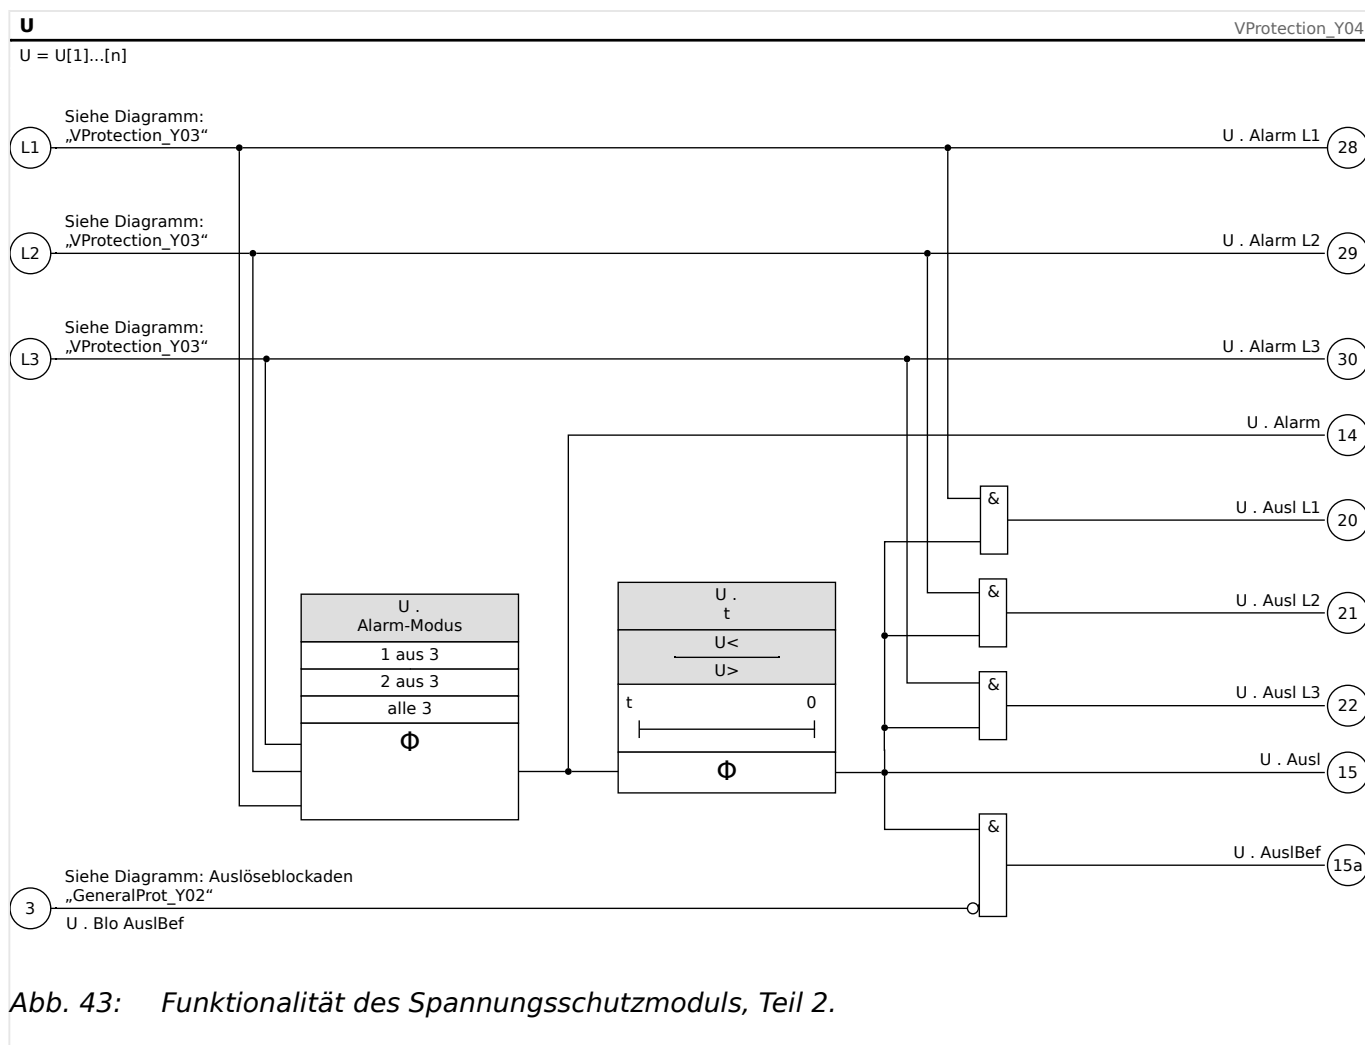 U
VProtection_Y04
U = U[1]...[n]
Siehe Diagramm:
„VProtection_Y03“
L1
U . Alarm L1
28
Siehe Diagramm:
„VProtection_Y03“
L2
U . Alarm L2
29
Siehe Diagramm:
„VProtection_Y03“
L3
U . Alarm L3
30
U . Alarm
14
&
U . Ausl L1
20
&
U . Ausl L2
21
U .
Alarm-Modus
1 aus 3
2 aus 3
alle 3
Φ
U .
t
U<
U>
t 0
Φ
&
U . Ausl L3
22
U . Ausl
15
&
U . AuslBef
15a
Siehe Diagramm: Auslöseblockaden
„GeneralProt_Y02“
3
U . Blo AuslBef
Abb. 43: Funktionalität des Spannungsschutzmoduls, Teil 2.